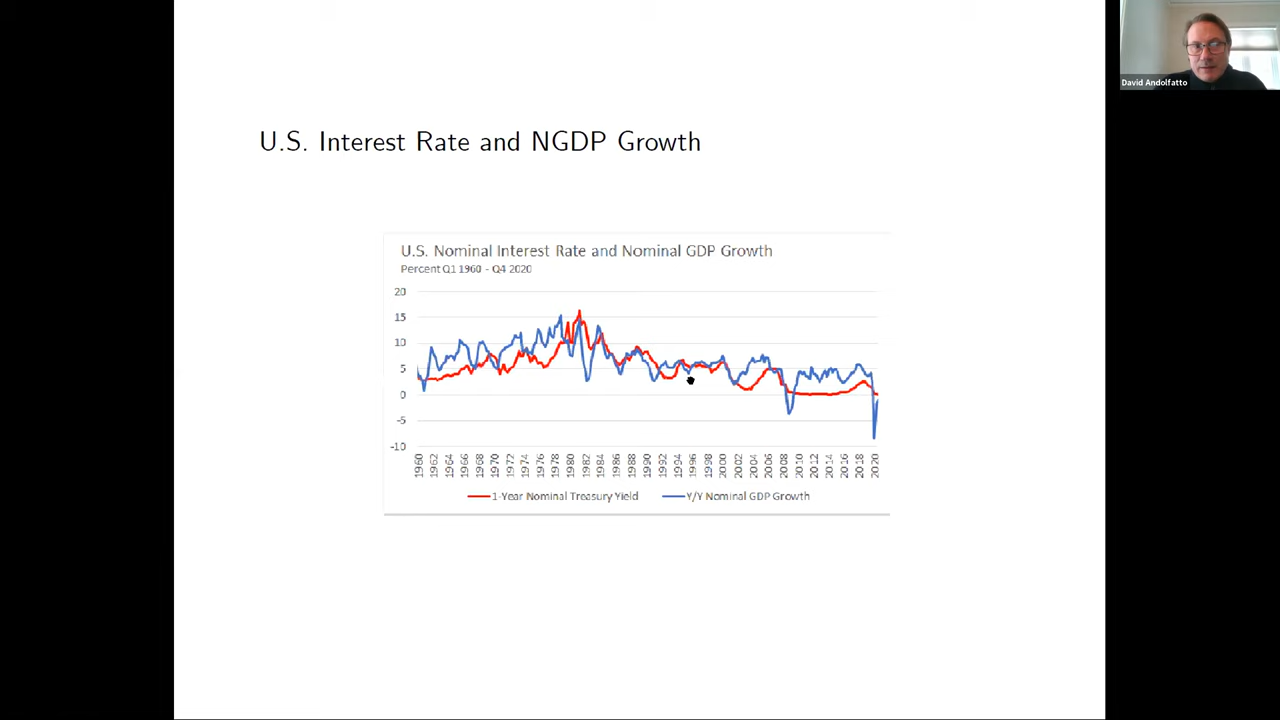 David Andolfatto
U.S. Interest Rate and NGDP Growth
U.S. Nominal Interest Rate and Nominal GDP Growth
Percent Q1 1960 - Q4 2020
20
15
10
5
0
-5
-10
1960 1962 1964 1966 1968 1970 1972 1974 1976 1978 1980 1982 1984 1986 1988 1990 1992 1994 1996 1998 2000 2002 2004 2006 2008 2010 2012 2014 2016 2018 2020
1-Year Nominal Treasury Yield Y/Y Nominal GDP Growth